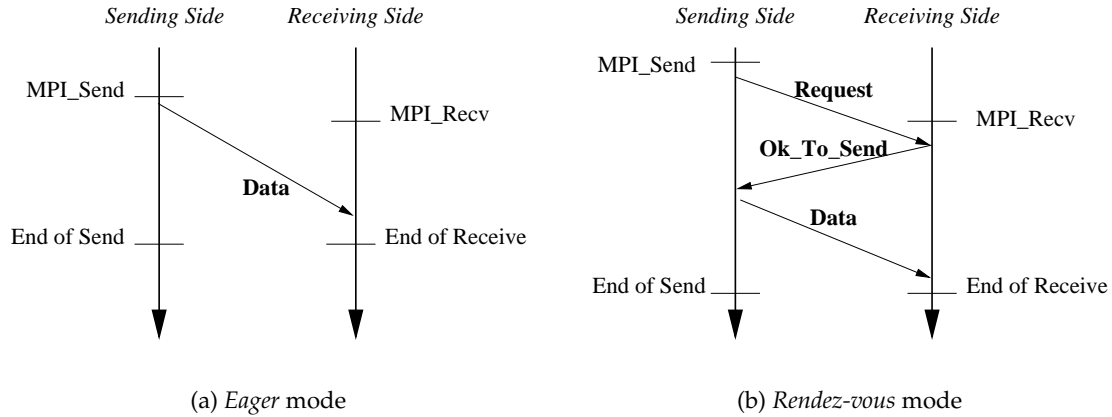 Sending Side Receiving Side
MPI_Send
MPI_Recv
Data
End of Send End of Receive
(a) Eager mode
Sending Side Receiving Side
MPI_Send
Request
MPI_Recv
Ok_To_Send
Data
End of Send End of Receive
(b) Rendez-vous mode